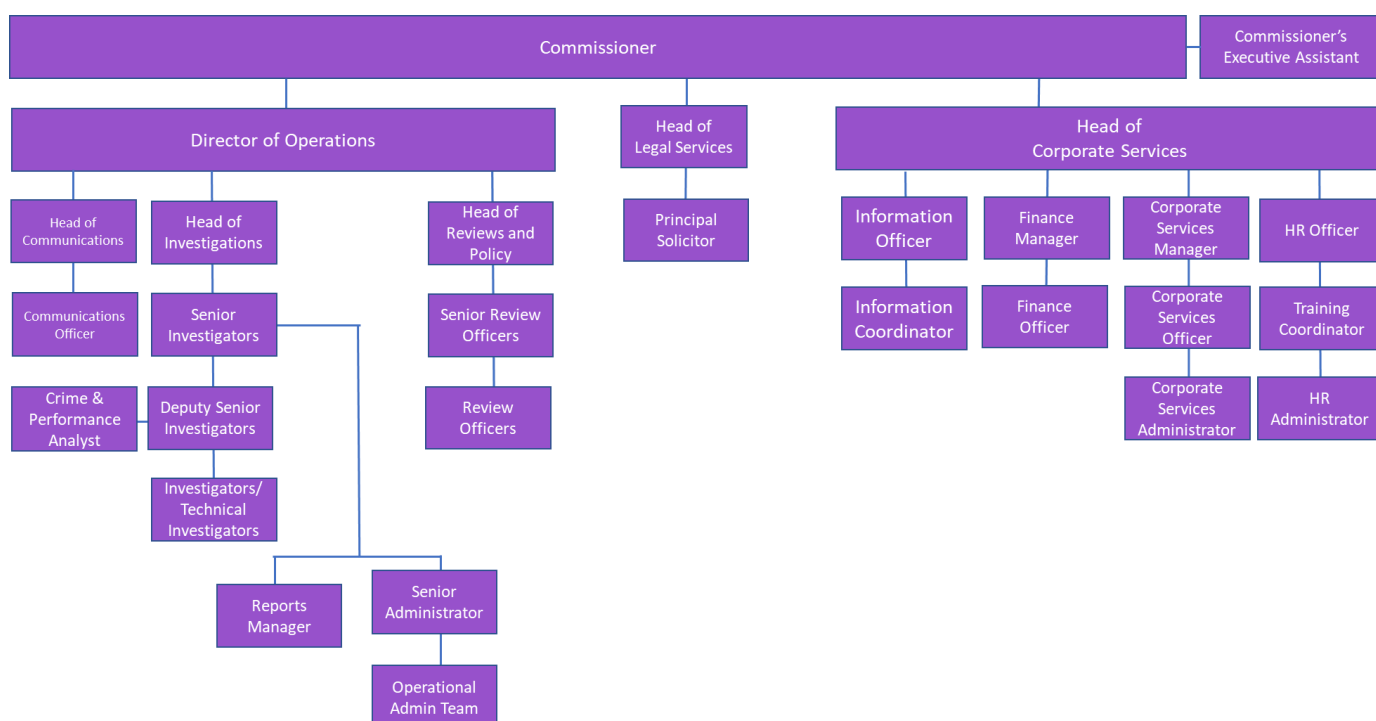 Commissioner
Commissioner's
Executive Assistant
Director of Operations
Head of
Legal Services
Head of
Corporate Services
Head of
Communications
Head of
Investigations
Head of
Reviews and
Policy
Principal
Solicitor
Information
Officer
Finance
Manager
Corporate
Services
Manager
HR Officer
Communications
Officer
Senior
Investigators
Senior Review
Officers
Information
Coordinator
Finance
Officer
Corporate
Services
Officer
Training
Coordinator
Crime &
Performance
Analyst
Deputy Senior
Investigators
Review
Officers
Corporate
Services
Administrator
HR
Administrator
Investigators/
Technical
Investigators
Reports
Manager
Senior
Administrator
Operational
Admin Team